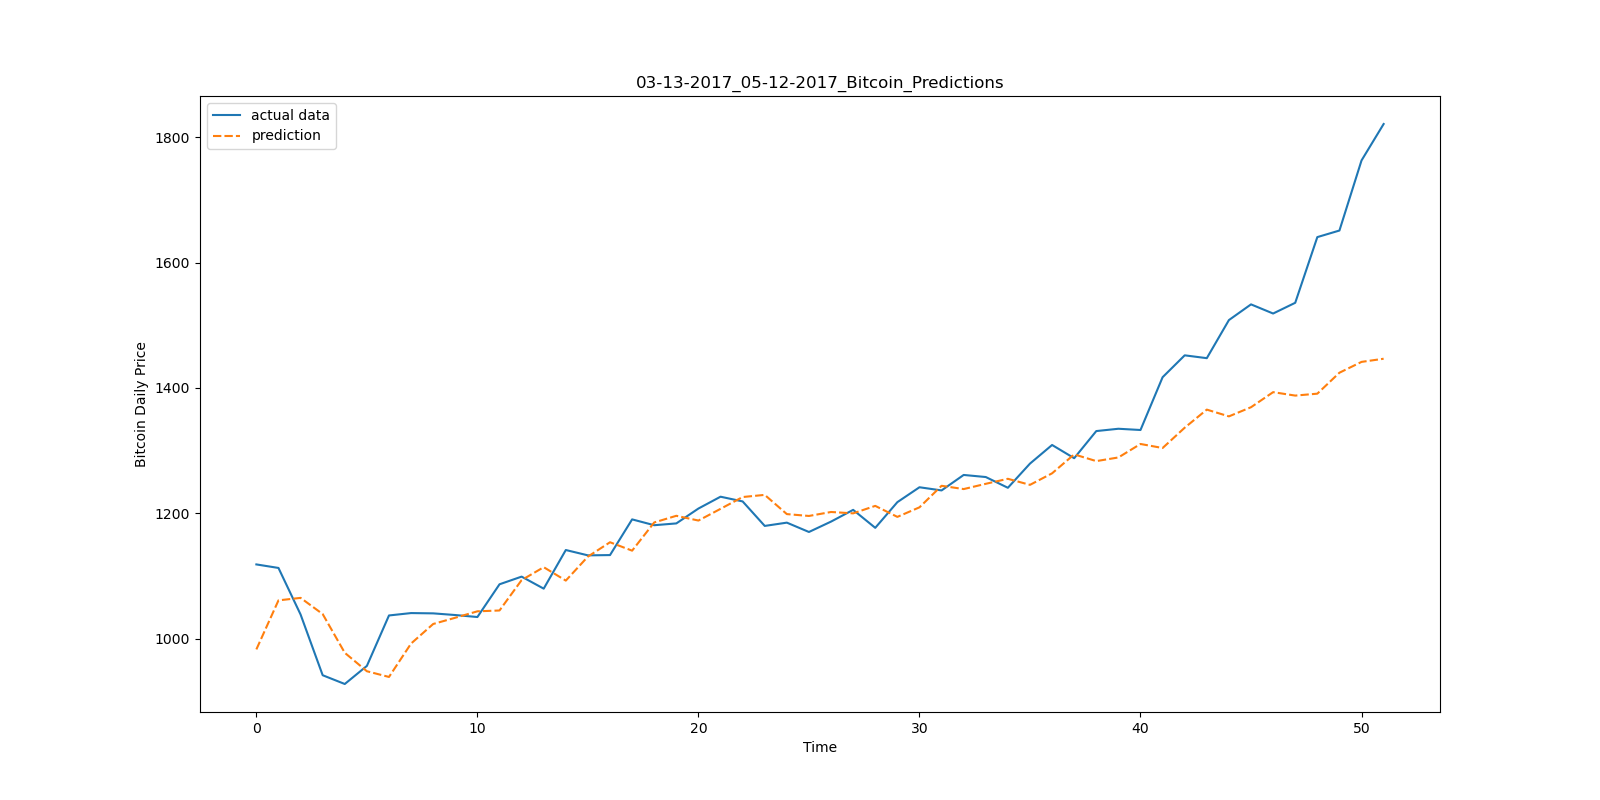 03-13-2017_05-12-2017_Bitcoin_Predictions
actual data
prediction
1800
1600
1400
1200
1000
Bitcoin Daily Price
0 10 20 30 40 50
Time